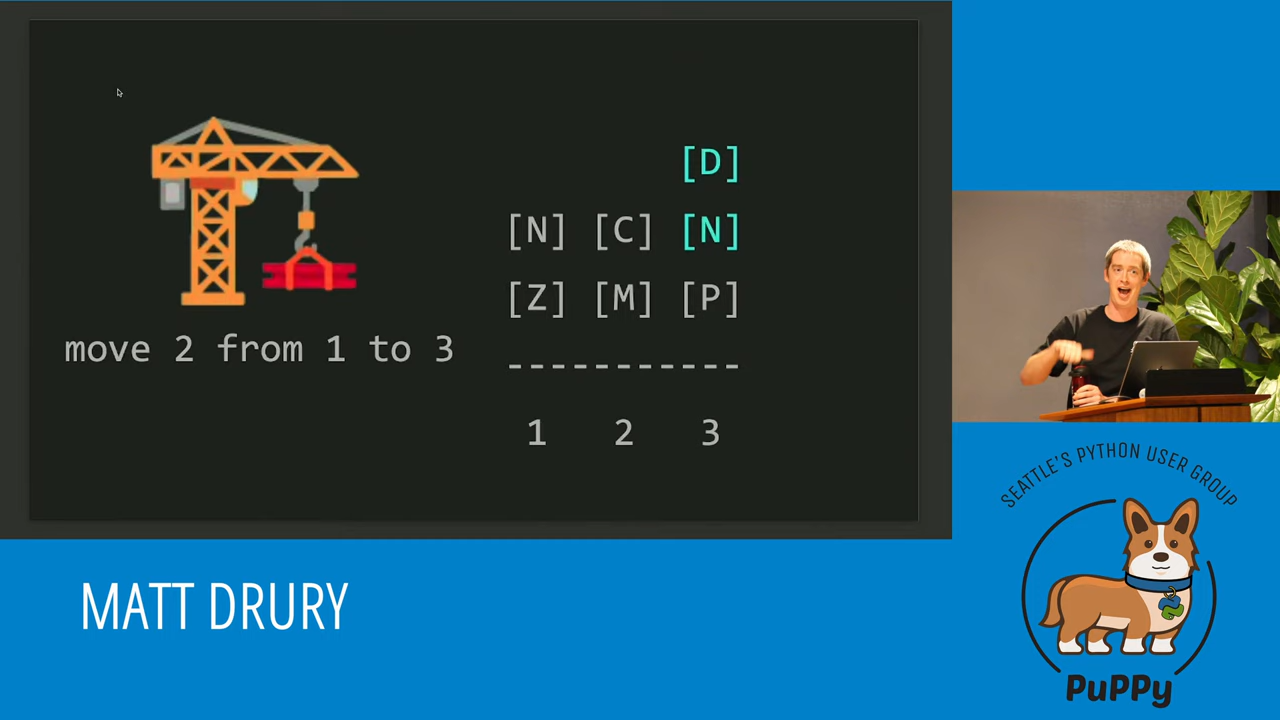 [D]
[N] [C] [N]
[Z] [M] [P]
move 2 from 1 to 3
-----------
1 2 3
MATT DRURY
SEATTLE'S PYTHON USER GROUP
PuPPy